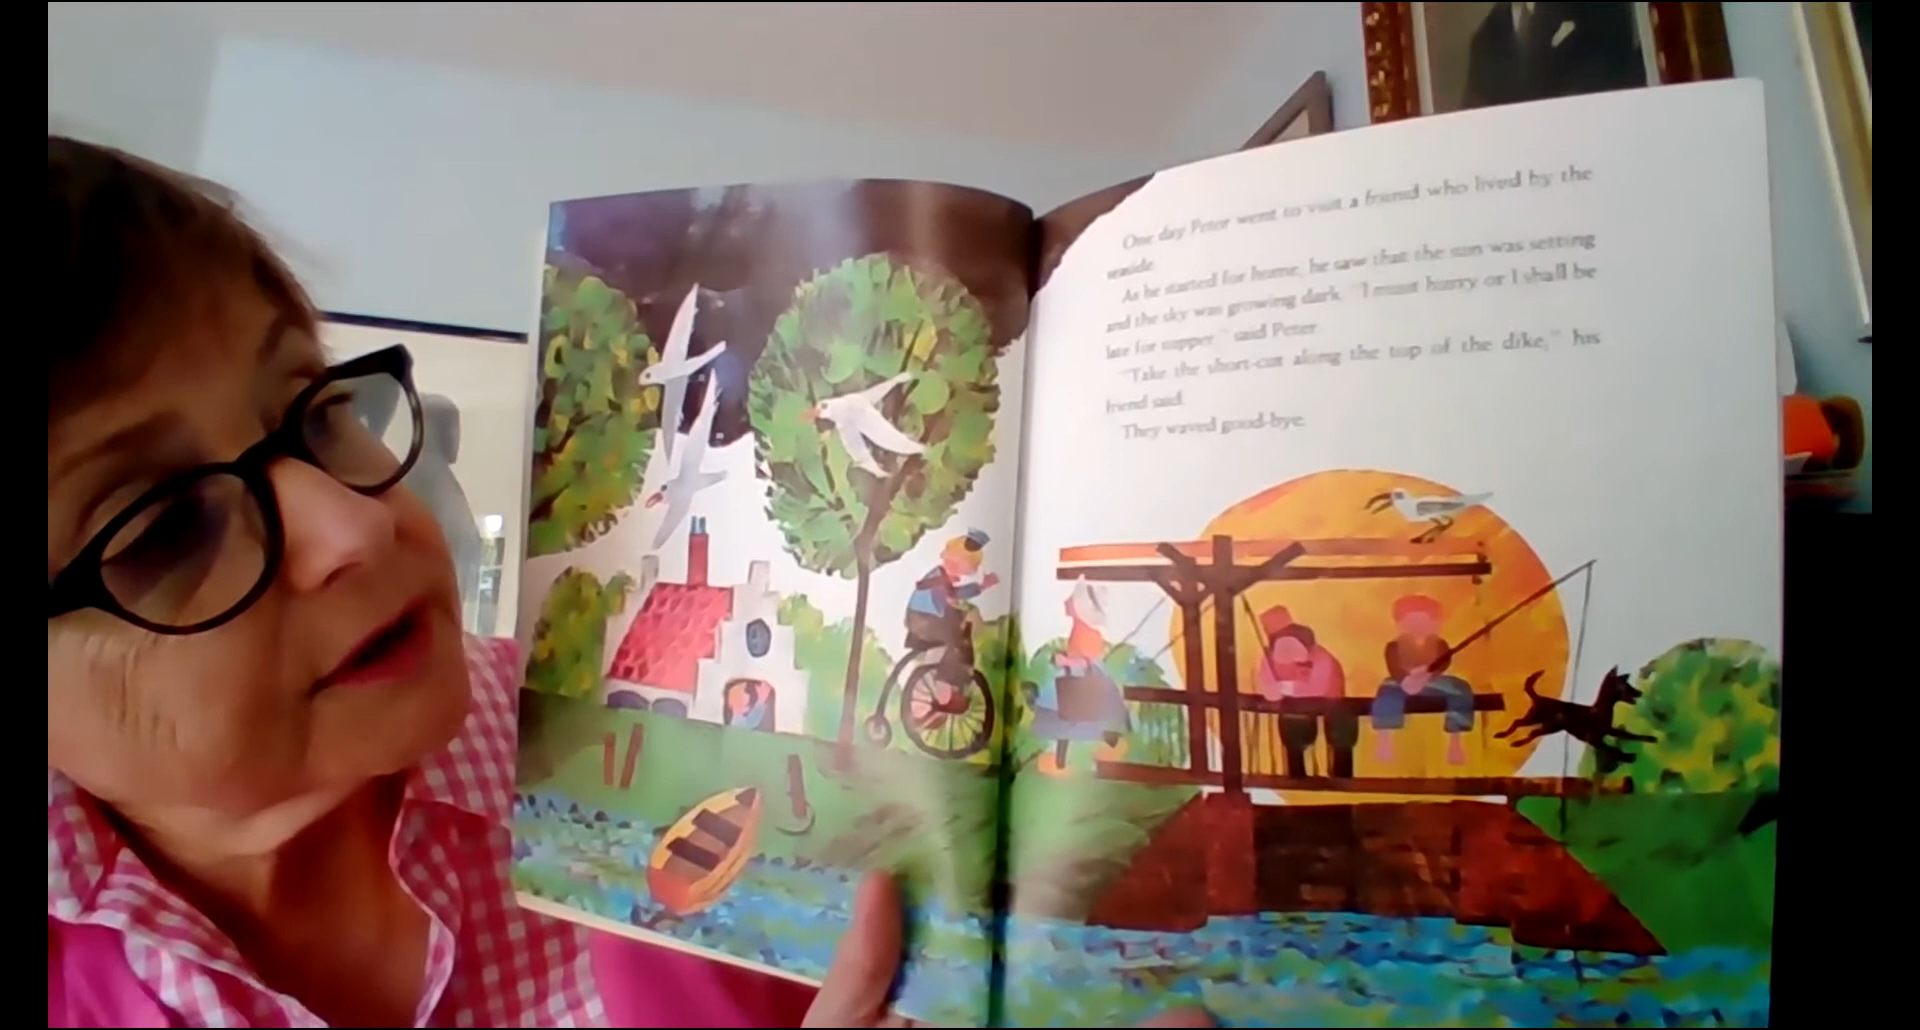 One day Peter went to visit a friend who lived by the
seaside.
As he started for home, he saw that the sun was setting
and the sky was growing dark. "I must hurry or I shall be
late for supper," said Peter.
"Take the short-cut along the top of the dike," his
friend said.
They waved good-bye.